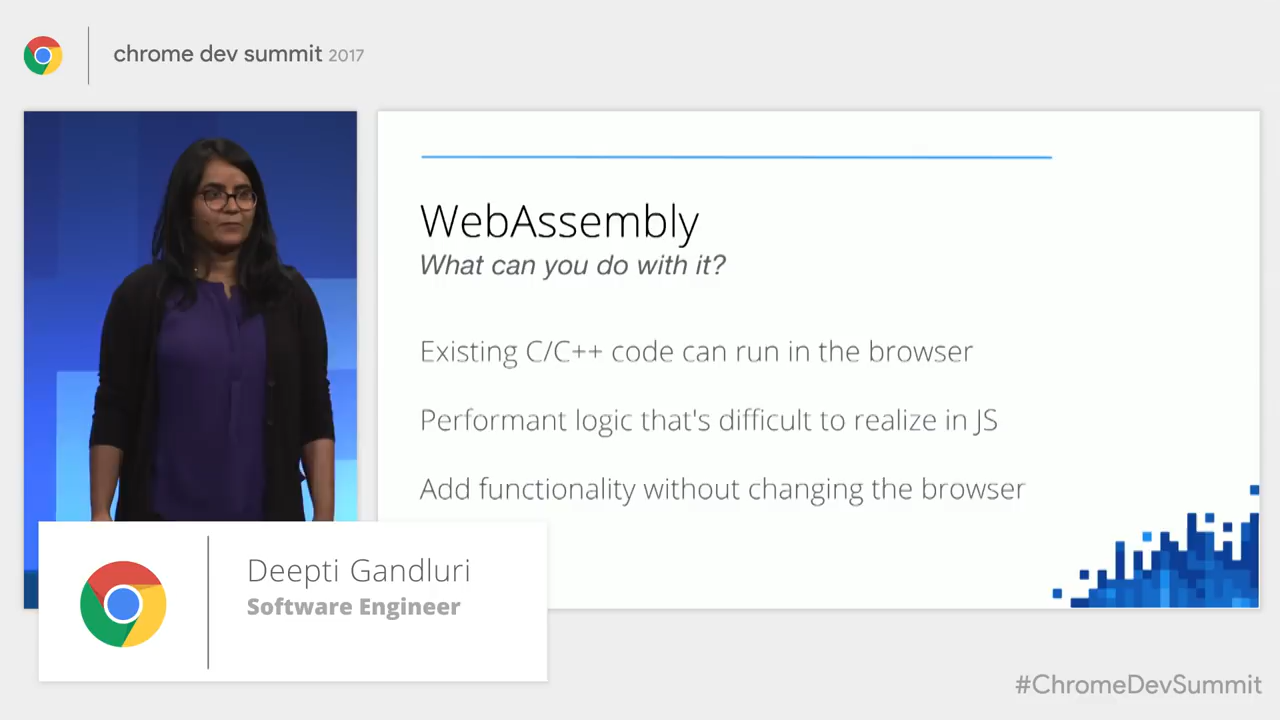 chrome dev summit 2017
WebAssembly
What can you do with it?
Existing C/C++ code can run in the browser
Performant logic that's difficult to realize in JS
Add functionality without changing the browser
Deepti Gandluri
Software Engineer
#ChromeDevSummit